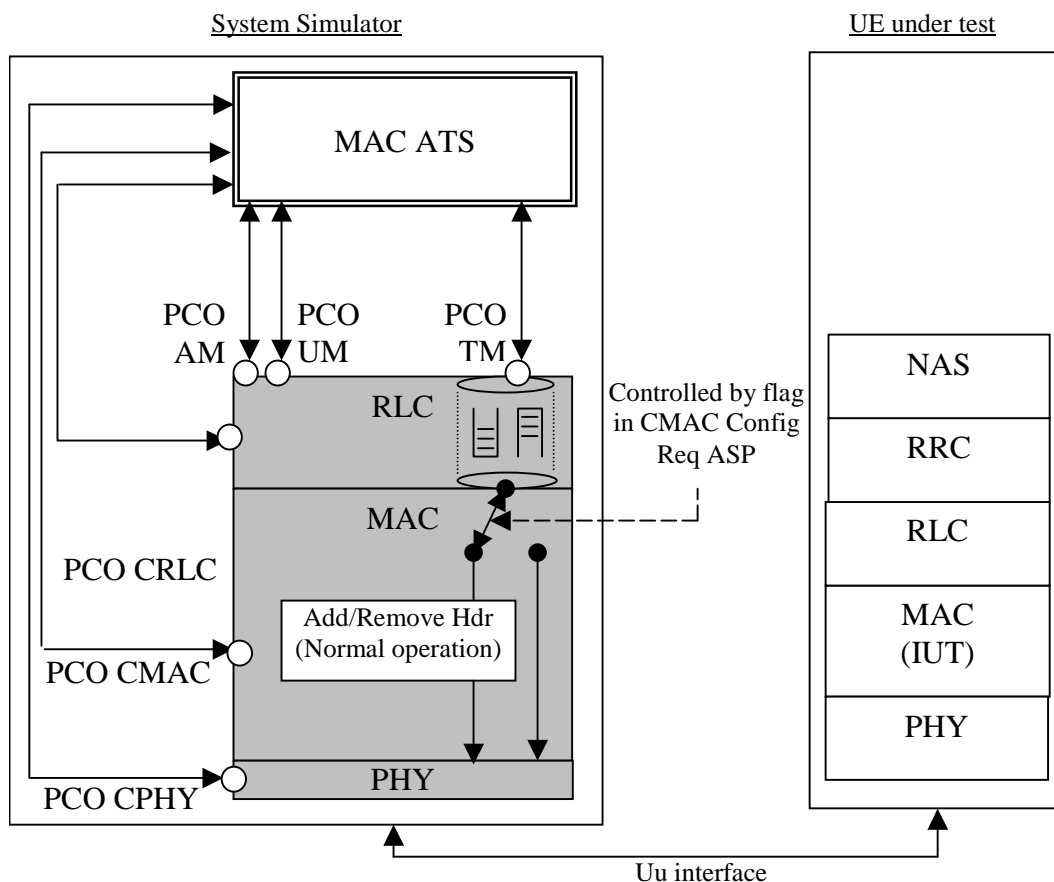 System Simulator
UE under test
MAC ATS
PCO
AM
PCO
UM
PCO
TM
RLC
Controlled by flag
in CMAC Config
Req ASP
MAC
PCO CRLC
Add/Remove Hdr
(Normal operation)
PCO CMAC
PHY
PCO CPHY
NAS
RRC
RLC
MAC
(IUT)
PHY
Uu interface